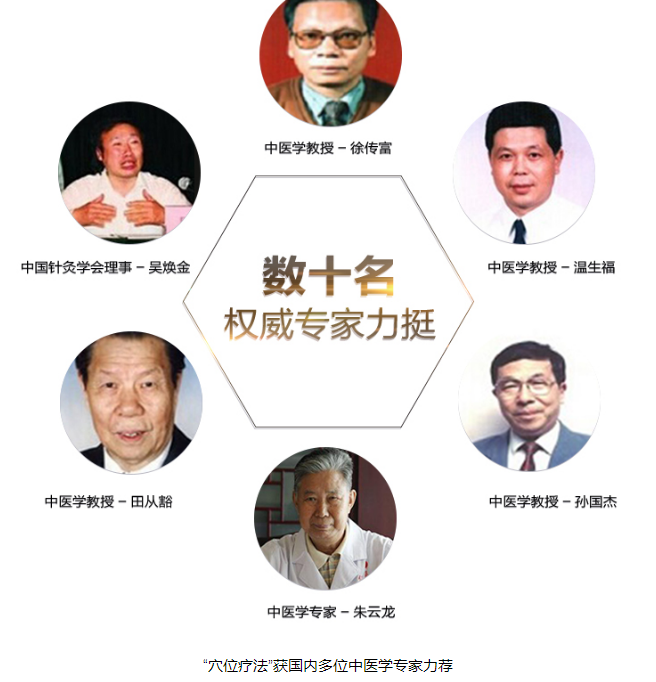 中医学教授 – 徐传富
中国针灸学会理事 – 吴焕金
中医学教授 – 温生福
数十名
权威专家力挺
中医学教授 – 田从豁
中医学教授 – 孙国杰
中医学专家 – 朱云龙
“穴位疗法”获国内多位中医学专家力荐